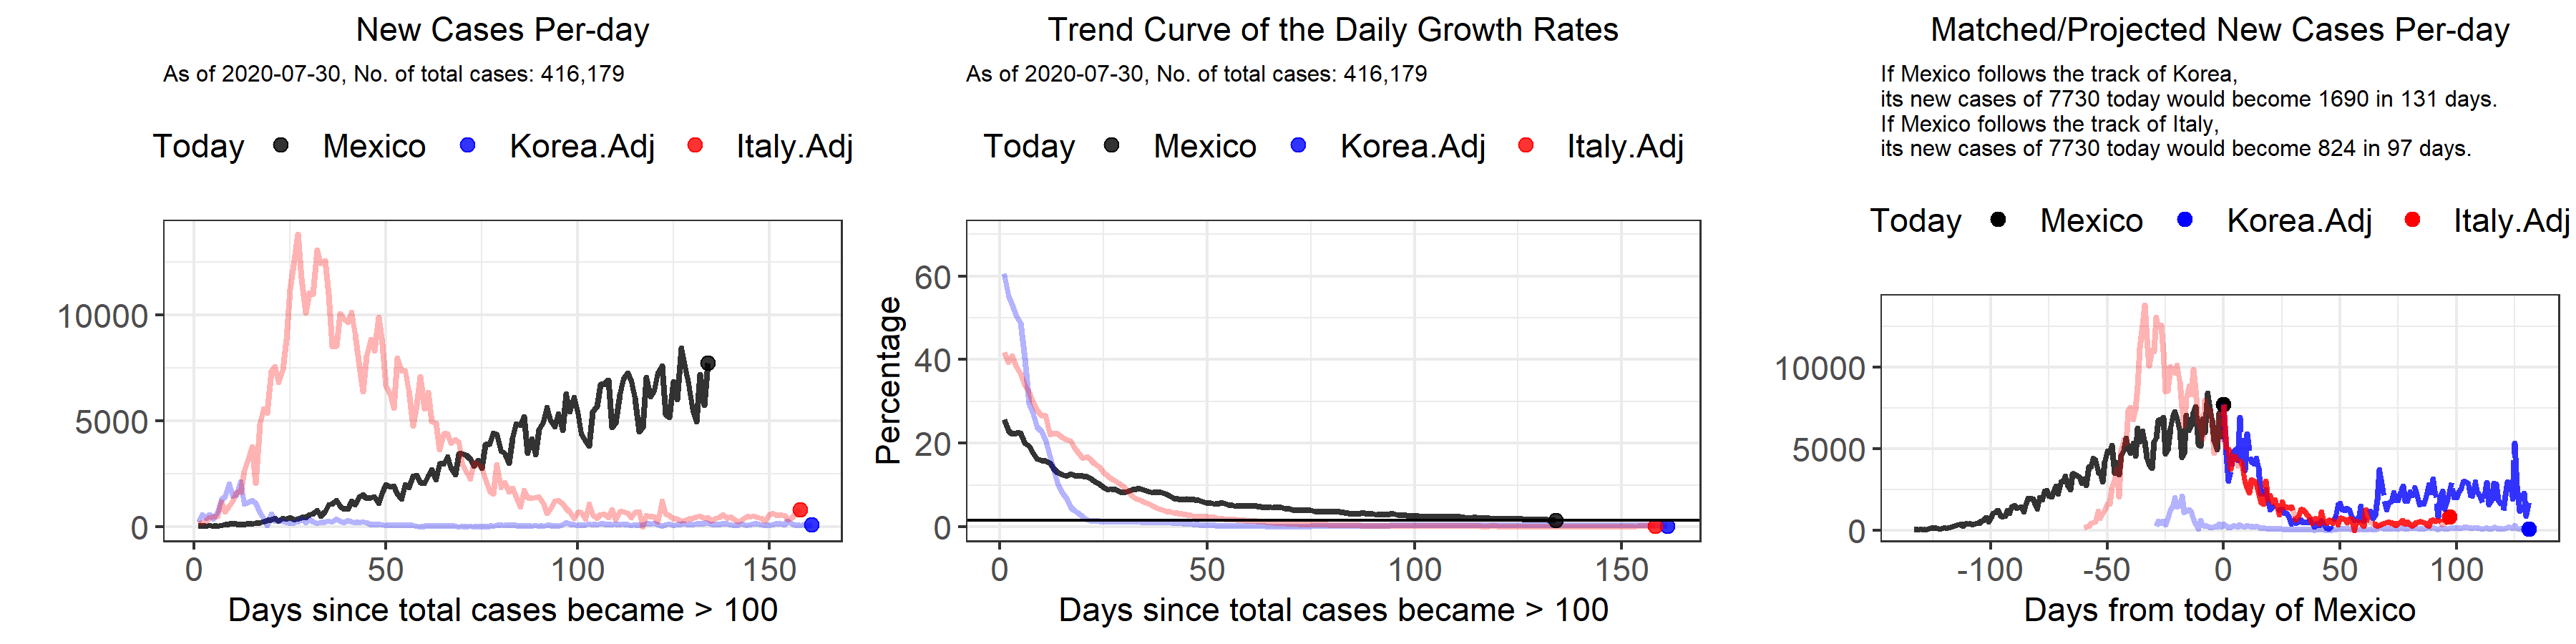 New Cases Per-day
As of 2020-07-30, No. of total cases: 416,179
Today Mexico Korea.Adj Italy.Adj
10000
5000
0
0 50 100 150
Days since total cases became > 100
Trend Curve of the Daily Growth Rates
As of 2020-07-30, No. of total cases: 416,179
Today Mexico Korea.Adj Italy.Adj
Percentage
60
40
20
0
0 50 100 150
Days since total cases became > 100
Matched/Projected New Cases Per-day
If Mexico follows the track of Korea,
its new cases of 7730 today would become 1690 in 131 days.
If Mexico follows the track of Italy,
its new cases of 7730 today would become 824 in 97 days.
Today Mexico Korea.Adj Italy.Adj
10000
5000
0
-100 -50 0 50 100
Days from today of Mexico